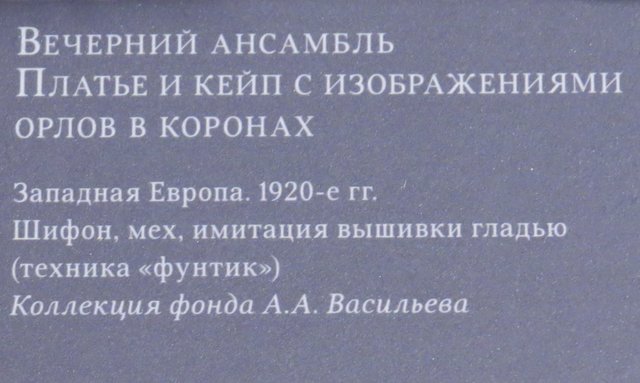 Вечерний ансамбль
Платье и кейп с изображениями
орлов в коронах
Западная Европа. 1920-е гг.
Шифон, мех, имитация вышивки гладью
(техника «фунтик»)
Коллекция фонда А.А. Васильева